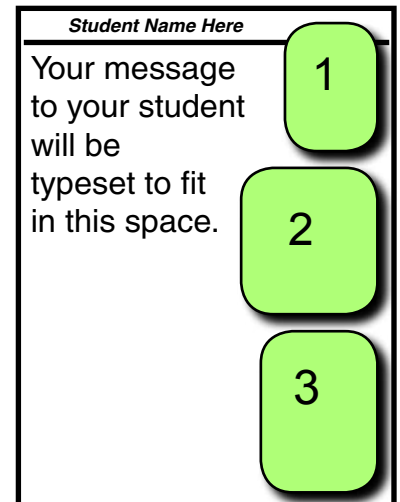 Student Name Here
Your message
to your student
will be
typeset to fit
in this space.
1
2
3